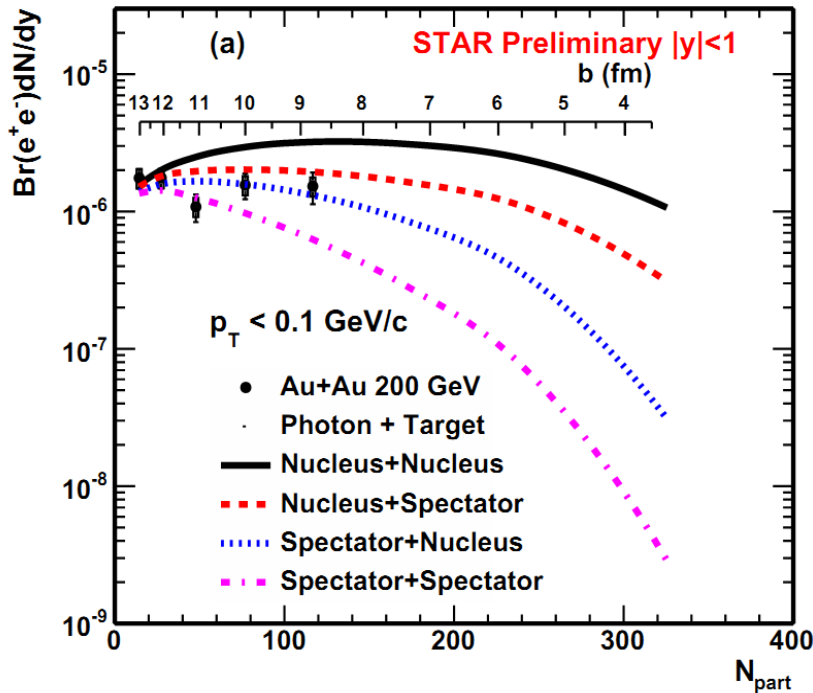 (a)
STAR Preliminary |y|<1
b (fm)
13 12 11 10 9 8 7 6 5 4
Br(e⁺e⁻)dN/dy
10⁻⁵
10⁻⁶
10⁻⁷
10⁻⁸
10⁻⁹
p_T < 0.1 GeV/c
Au+Au 200 GeV
Photon + Target
Nucleus+Nucleus
Nucleus+Spectator
Spectator+Nucleus
Spectator+Spectator
0 100 200 300 400
N_part